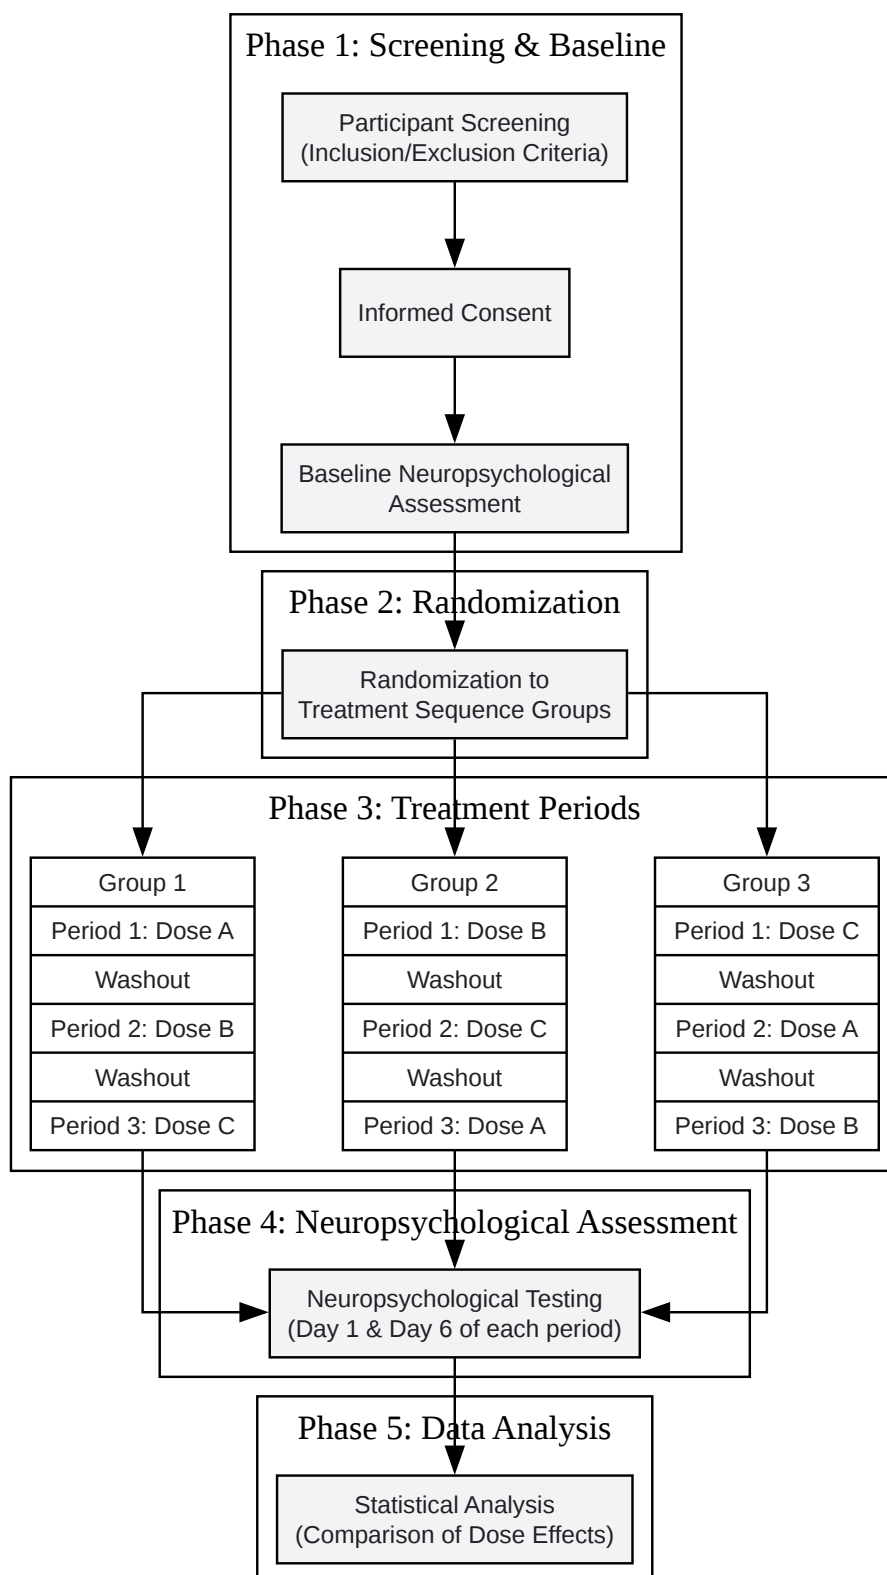 Phase 1: Screening & Baseline
Participant Screening
(Inclusion/Exclusion Criteria)
Informed Consent
Baseline Neuropsychological
Assessment
Phase 2: Randomization
Randomization to
Treatment Sequence Groups
Phase 3: Treatment Periods
Group 1
Period 1: Dose A
Washout
Period 2: Dose B
Washout
Period 3: Dose C
Group 2
Period 1: Dose B
Washout
Period 2: Dose C
Washout
Period 3: Dose A
Group 3
Period 1: Dose C
Washout
Period 2: Dose A
Washout
Period 3: Dose B
Phase 4: Neuropsychological Assessment
Neuropsychological Testing
(Day 1 & Day 6 of each period)
Phase 5: Data Analysis
Statistical Analysis
(Comparison of Dose Effects)